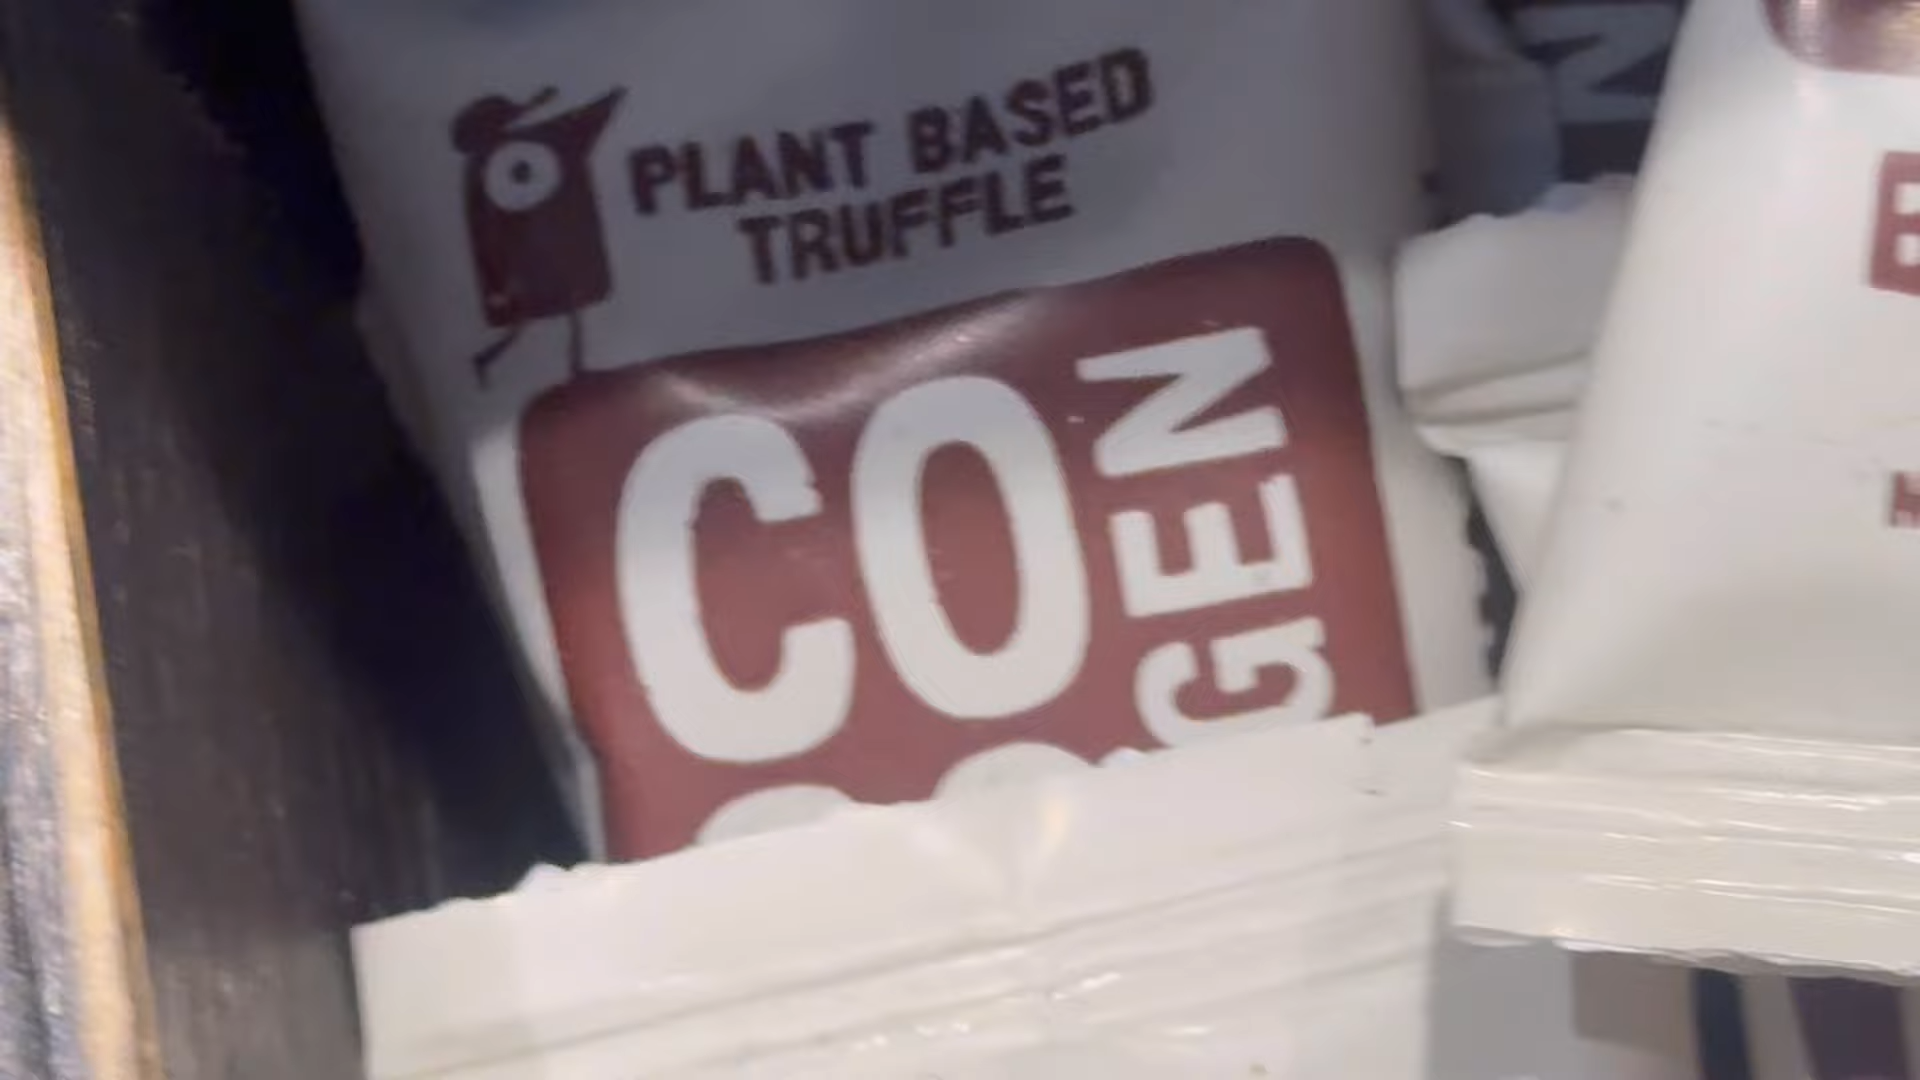 PLANT BASED
TRUFFLE
CO
GEN